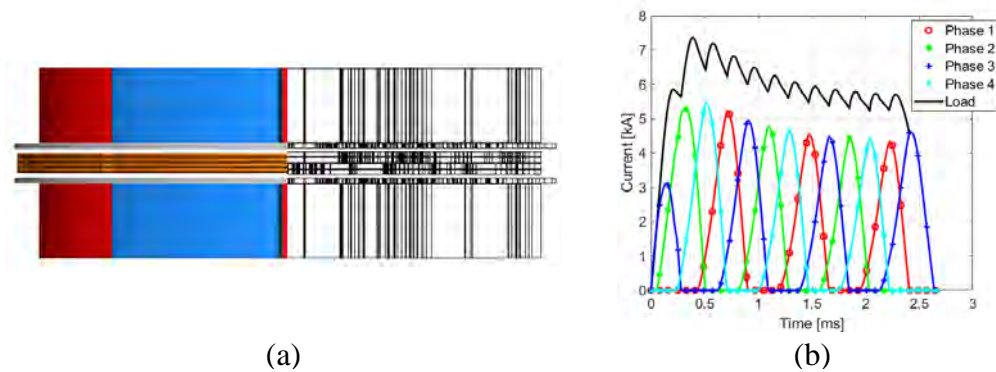 (a)
8
7
6
5
4
3
2
1
0
Current [kA]
0
0.5
1
1.5
2
2.5
3
Time [ms]
Phase 1
Phase 2
Phase 3
Phase 4
Load
(b)